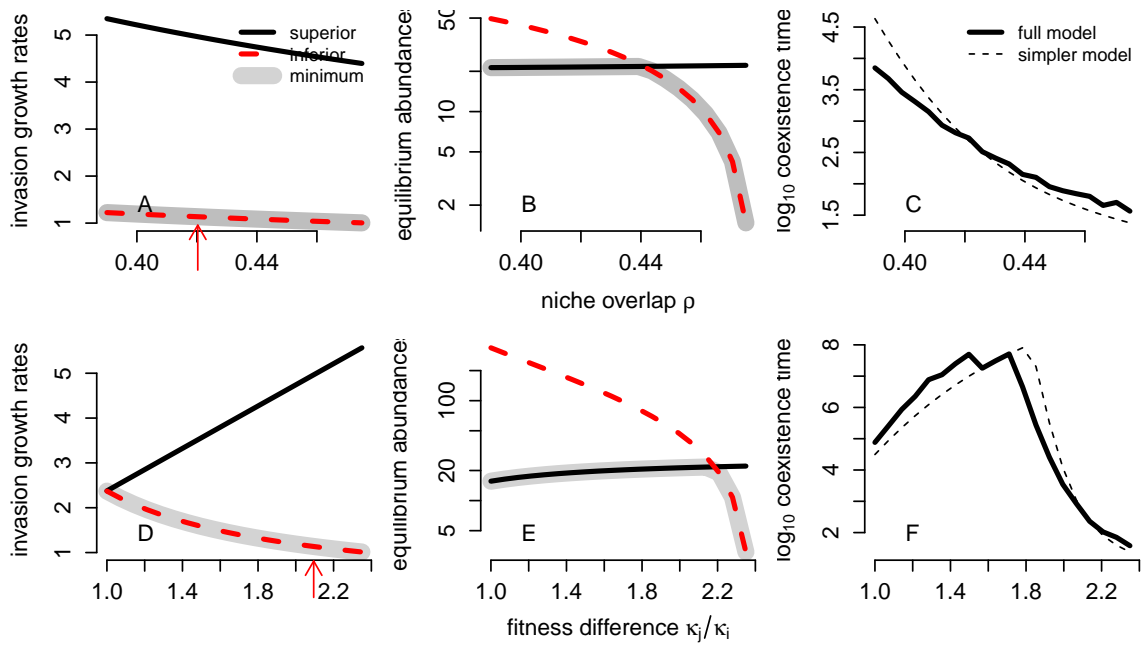 invasion growth rates
5
4
3
2
1
superior
inferior
minimum
A
0.40
0.44
equilibrium abundance
50
10
5
2
B
0.40
0.44
niche overlap ρ
log₁₀ coexistence time
4.5
3.5
2.5
1.5
full model
simpler model
C
0.40
0.44
invasion growth rates
5
4
3
2
1
D
1.0
1.4
1.8
2.2
equilibrium abundance
100
20
5
E
1.0
1.4
1.8
2.2
fitness difference κj/κi
log₁₀ coexistence time
8
6
4
2
F
1.0
1.4
1.8
2.2